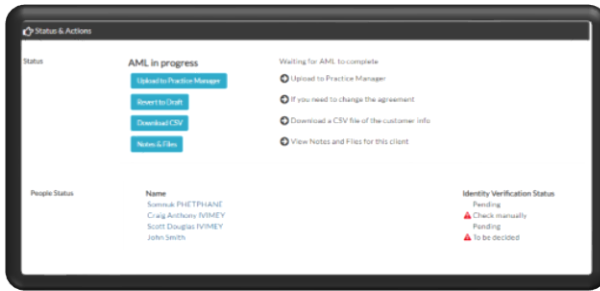 Status & Actions
Status AML in progress Waiting for AML to complete
Upload to Practice Manager Upload to Practice Manager
Revert to Draft If you need to change the agreement
Download CSV Download a CSV file of the customer info
Notes & Files View Notes and Files for this client
People Status Name Identity Verification Status
Somnuk PHETPHANE Pending
Craig Anthony IVIMEY Check manually
Scott Douglas IVIMEY Pending
John Smith To be decided